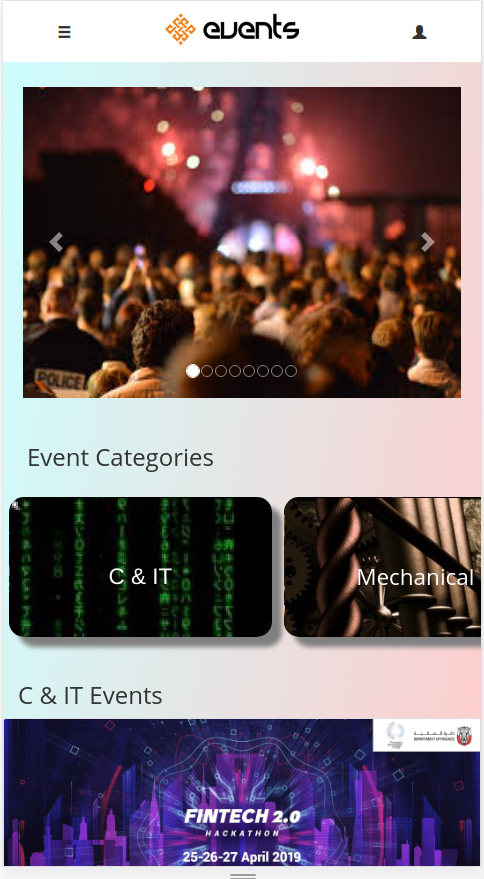 events
POLICE
Event Categories
C & IT
Mechanical
C & IT Events
DEPARTMENT OF FINANCE
FINTECH 2.0
HACKATHON
25-26-27 April 2019